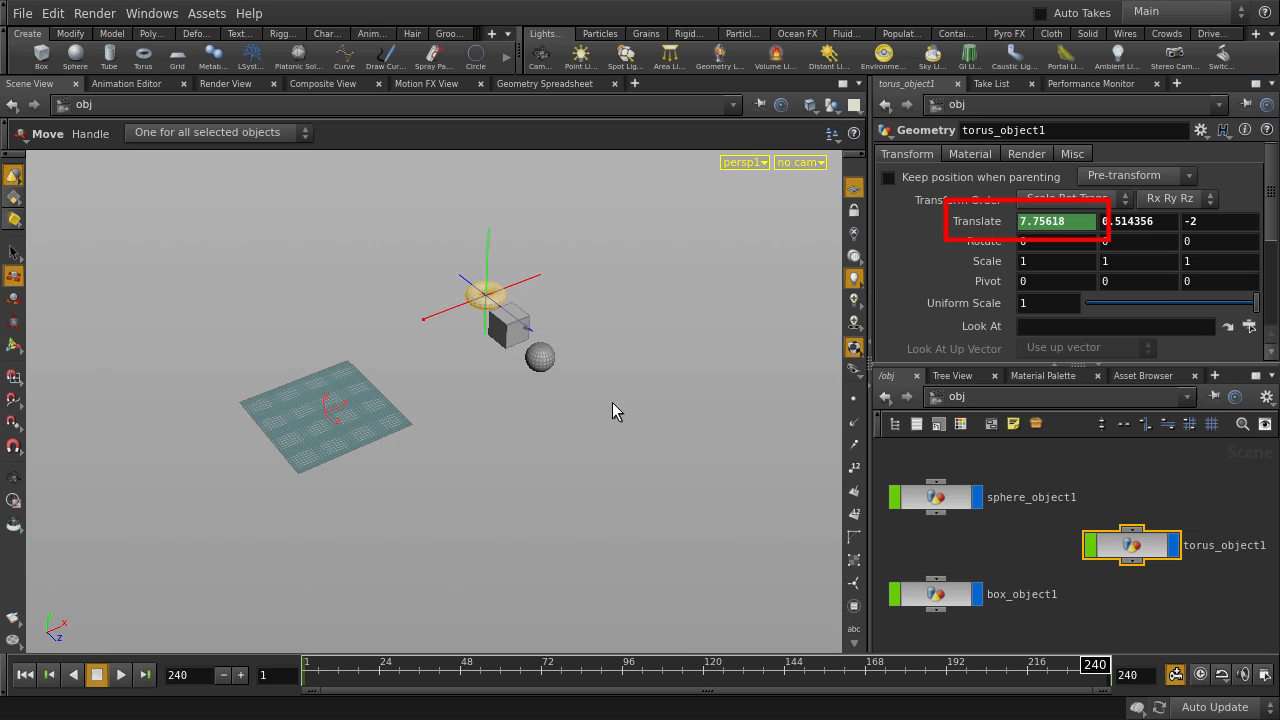 File Edit Render Windows Assets Help Auto Takes Main
Create Modify Model Poly... Defo... Text... Rigg... Char... Anim... Hair Groo... Lights... Particles Grains Rigid... Particl... Ocean FX Fluid... Populat... Contai... Pyro FX Cloth Solid Wires Crowds Drive...
Box Sphere Tube Torus Grid Metab... LSyst... Platonic Sol... Curve Draw Cur... Spray Pa... Circle Cam... Point Li... Spot Lig... Area Li... Geometry L... Volume Li... Distant Li... Environme... Sky Li... GI Li... Caustic Lig... Portal Li... Ambient Li... Stereo Cam... Switc...
Scene View Animation Editor Render View Composite View Motion FX View Geometry Spreadsheet
obj
Move Handle One for all selected objects
persp1 no cam
torus_object1 Take List Performance Monitor
obj
Geometry torus_object1
Transform Material Render Misc
Keep position when parenting Pre-transform
Transform Order Scale Rot Trans Rx Ry Rz
Translate 7.75618 0.514356 -2
Rotate 0 0 0
Scale 1 1 1
Pivot 0 0 0
Uniform Scale 1
Look At
Look At Up Vector Use up vector
/obj Tree View Material Palette Asset Browser
obj
Scene
sphere_object1
torus_object1
box_object1
12
12
abc
x
z
240 1 1 24 48 72 96 120 144 168 192 216 240 240
Auto Update